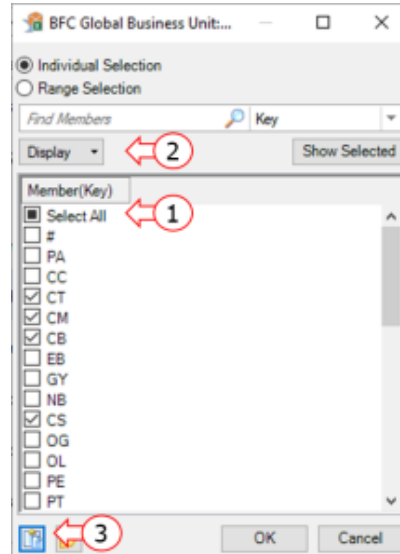 BFC Global Business Unit:...
Individual Selection
Range Selection
Find Members Key
Display 2 Show Selected
Member(Key)
Select All 1
#
PA
CC
CT
CM
CB
EB
GY
NB
CS
OG
OL
PE
PT
3 OK Cancel